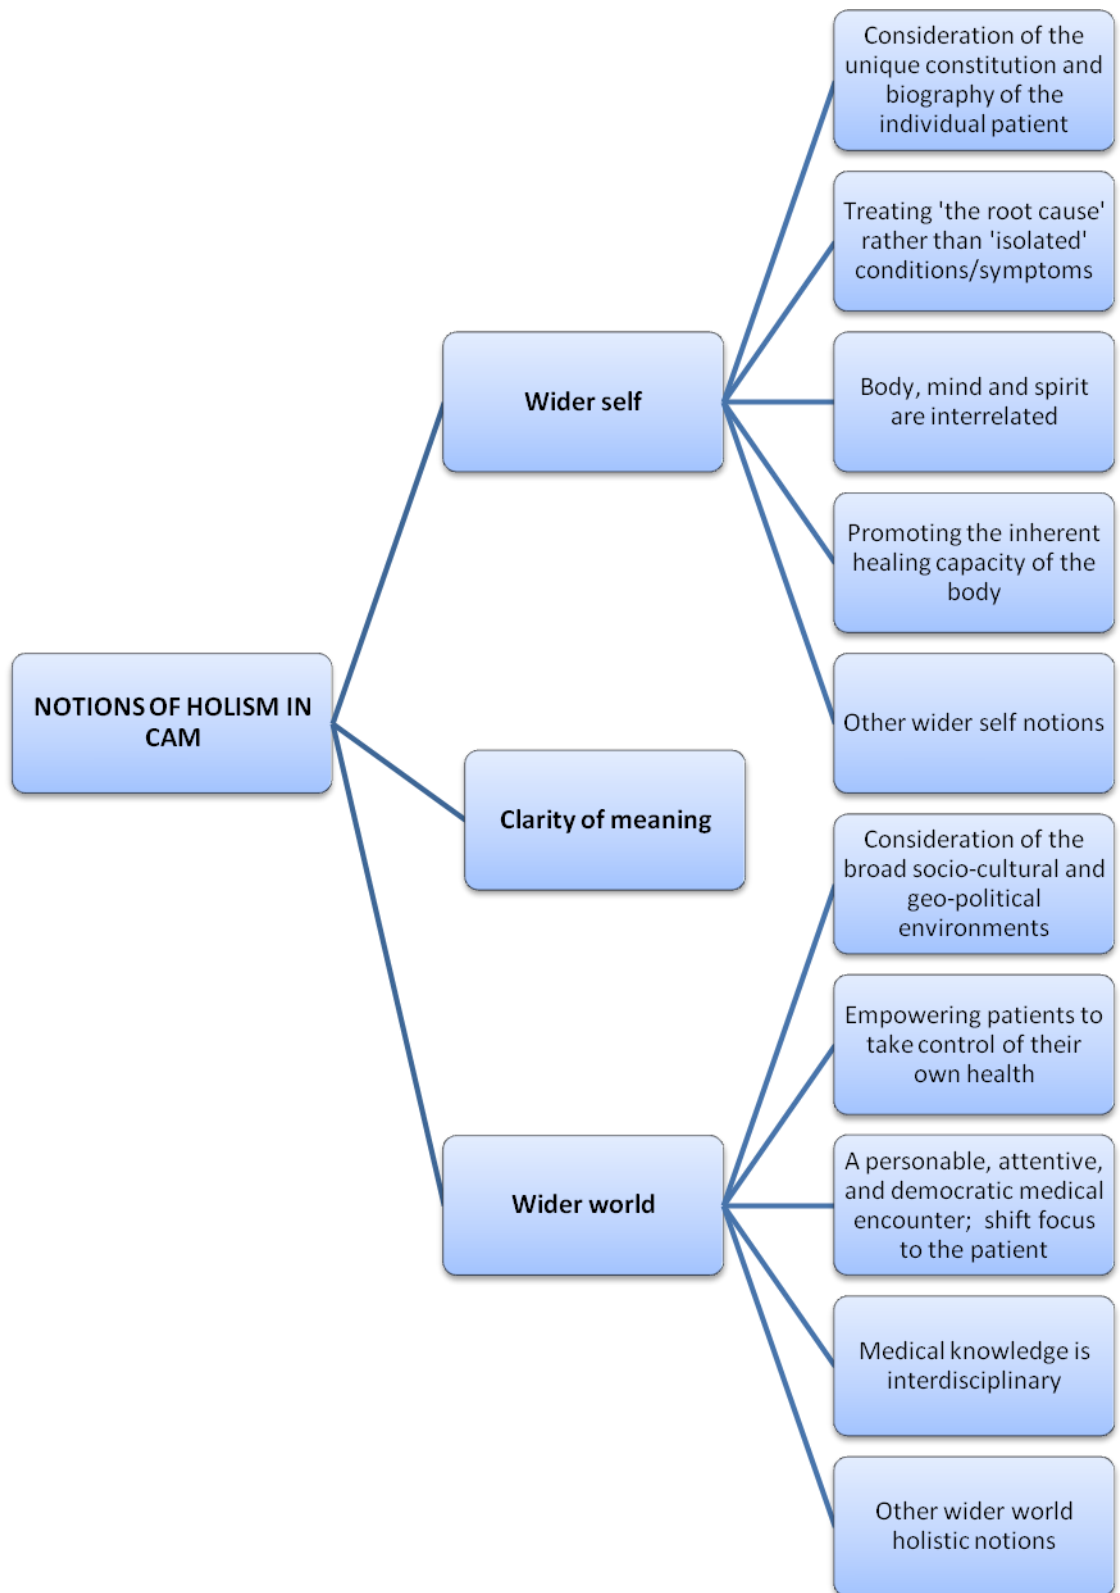 Consideration of the
unique constitution and
biography of the
individual patient
Treating 'the root cause'
rather than 'isolated'
conditions/symptoms
Wider self
Body, mind and spirit
are interrelated
Promoting the inherent
healing capacity of the
body
Other wider self notions
NOTIONS OF HOLISM IN
CAM
Clarity of meaning
Consideration of the
broad socio-cultural and
geo-political
environments
Empowering patients to
take control of their
own health
Wider world
A personable, attentive,
and democratic medical
encounter;  shift focus
to the patient
Medical knowledge is
interdisciplinary
Other wider world
holistic notions